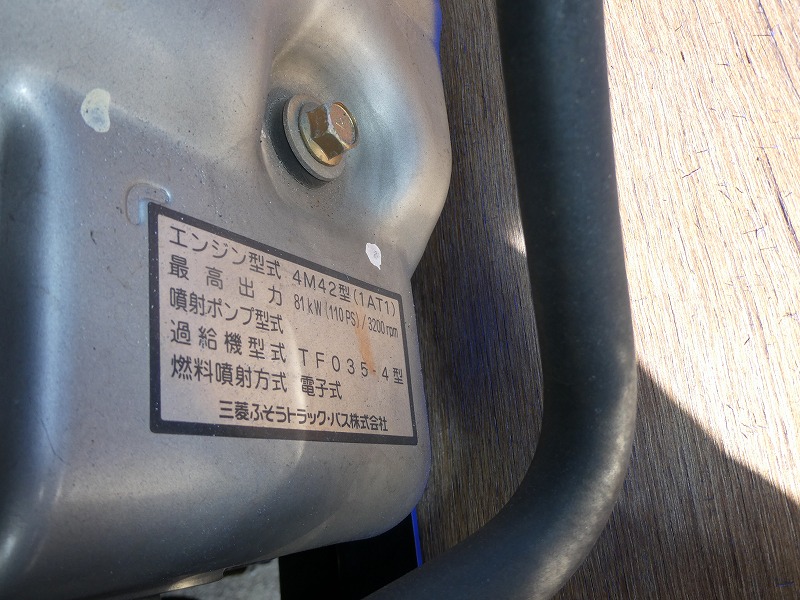 エンジン型式 4M42型(1AT1)
最高出力 81kW(110PS)/3200rpm
噴射ポンプ型式
過給機型式 TF035-4型
燃料噴射方式 電子式
三菱ふそうトラック・バス株式会社